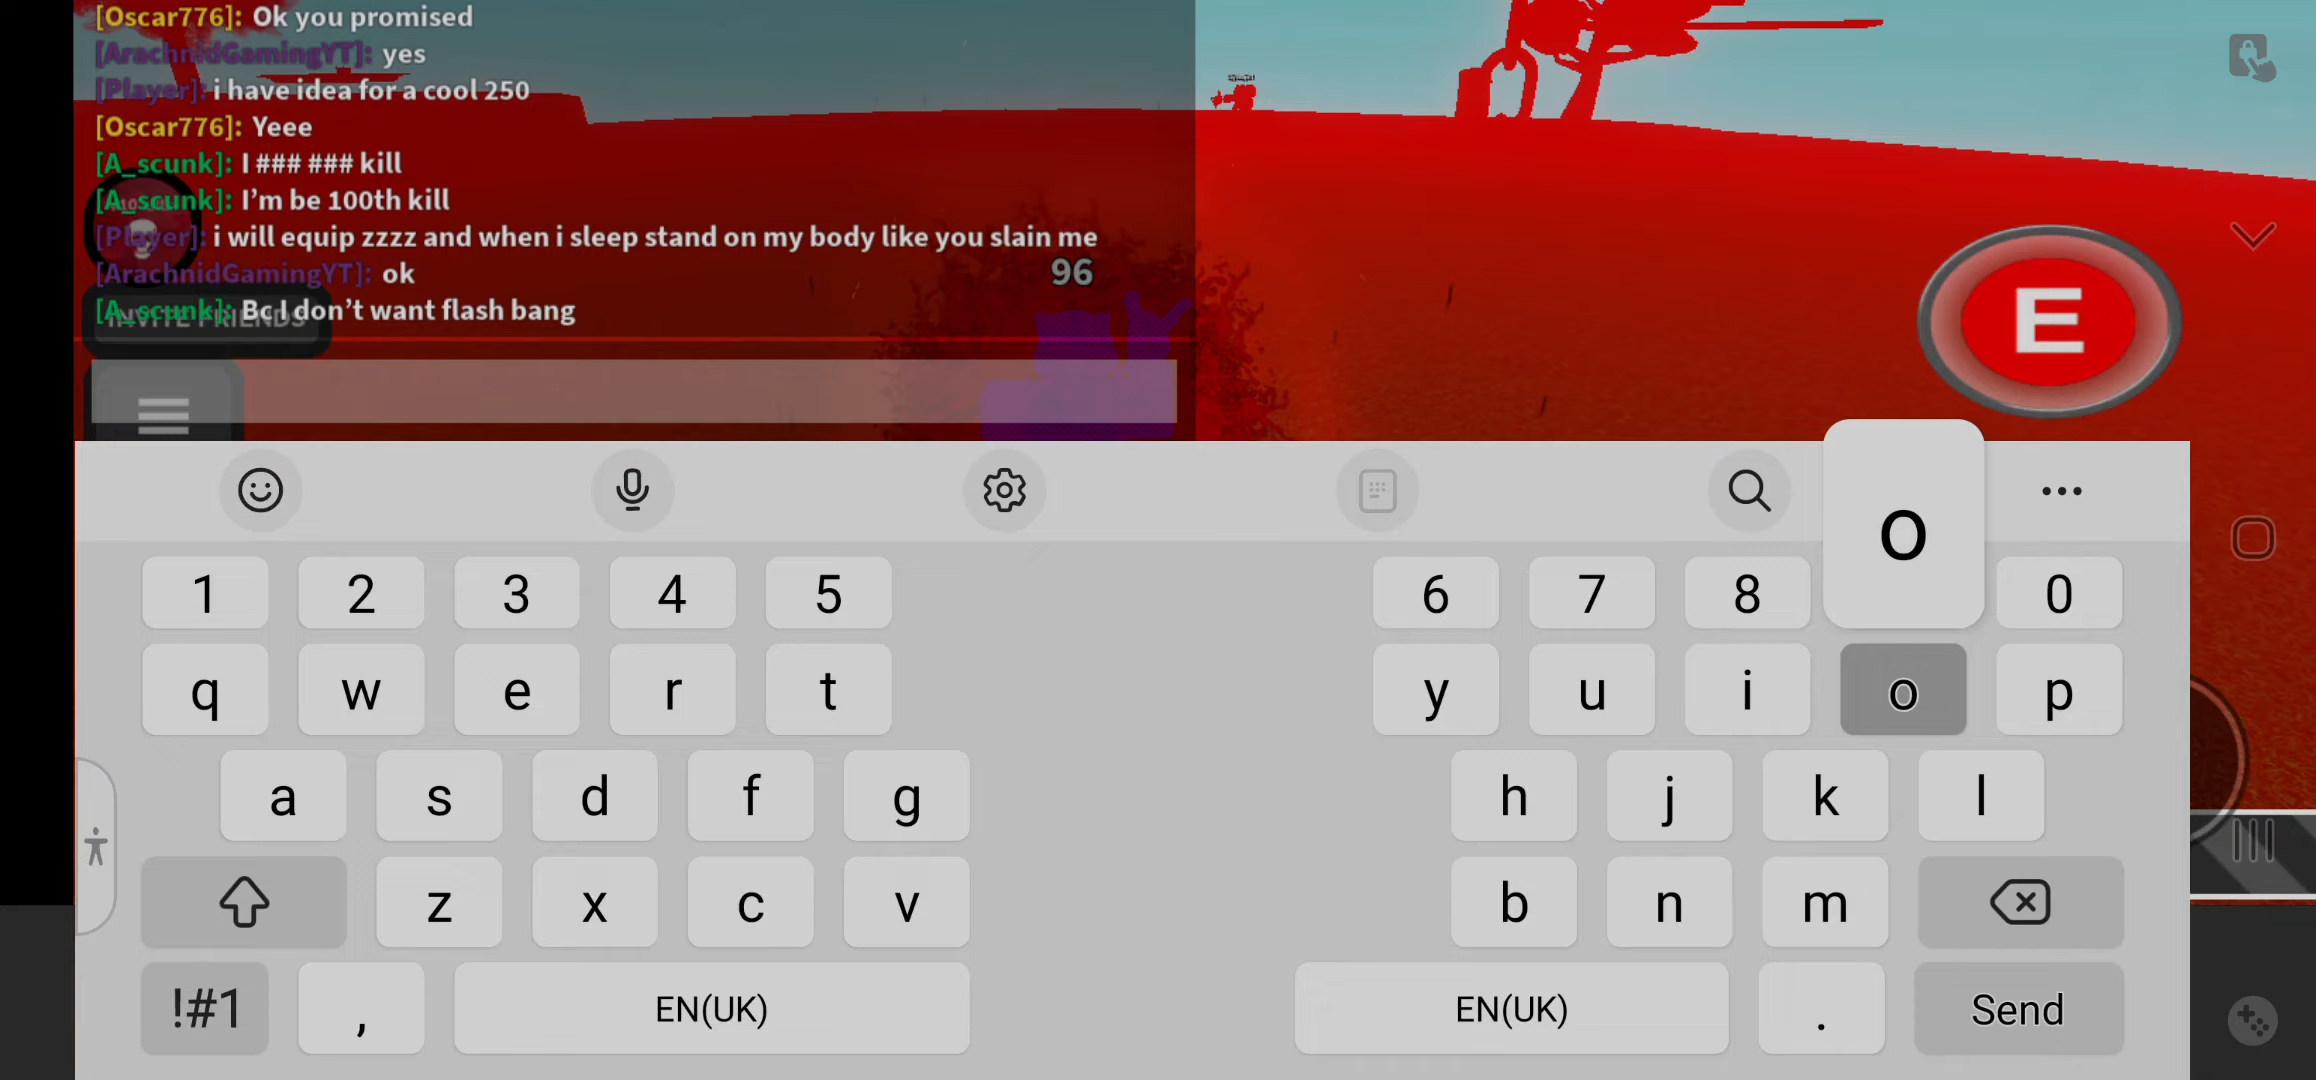 [Oscar776]: Ok you promised
[ArachnidGamingYT]: yes
[Player]: i have idea for a cool 250
[Oscar776]: Yeee
[A_scunk]: I ### ### kill
[A_scunk]: I'm be 100th kill
[Player]: i will equip zzzz and when i sleep stand on my body like you slain me
[ArachnidGamingYT]: ok
96
[A_scunk]: Bc I don't want flash bang
INVITE FRIENDS
E
o
1 2 3 4 5 6 7 8 0
q w e r t y u i o p
a s d f g h j k l
z x c v b n m
!#1 , EN(UK) EN(UK) . Send